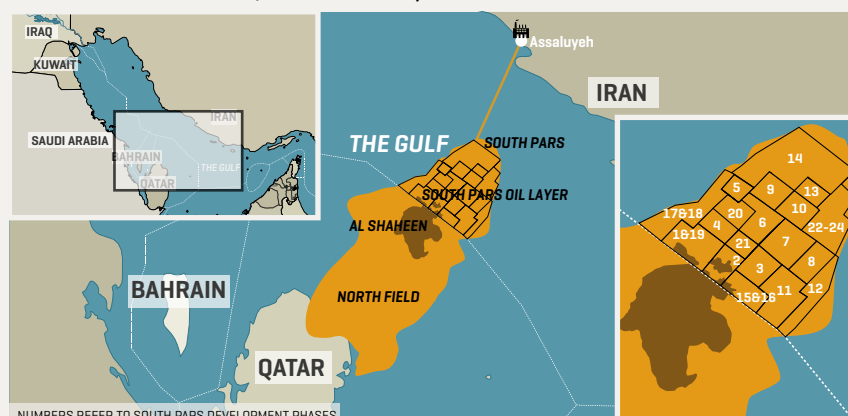 IRAQ
KUWAIT
SAUDI ARABIA
IRAN
BAHRAIN
THE GULF
QATAR
Assaluyeh
IRAN
THE GULF
SOUTH PARS
SOUTH PARS OIL LAYER
AL SHAHEEN
NORTH FIELD
BAHRAIN
QATAR
14
5
9
13
17&18
20
10
1&19
4
6
22-24
21
7
2
3
8
15&16
11
12
NUMBERS REFER TO SOUTH PARS DEVELOPMENT PHASES